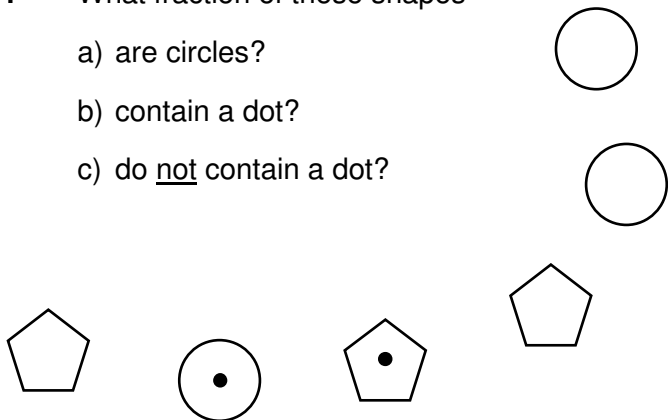 What fraction of these shapes
a) are circles?
b) contain a dot?
c) do not contain a dot?